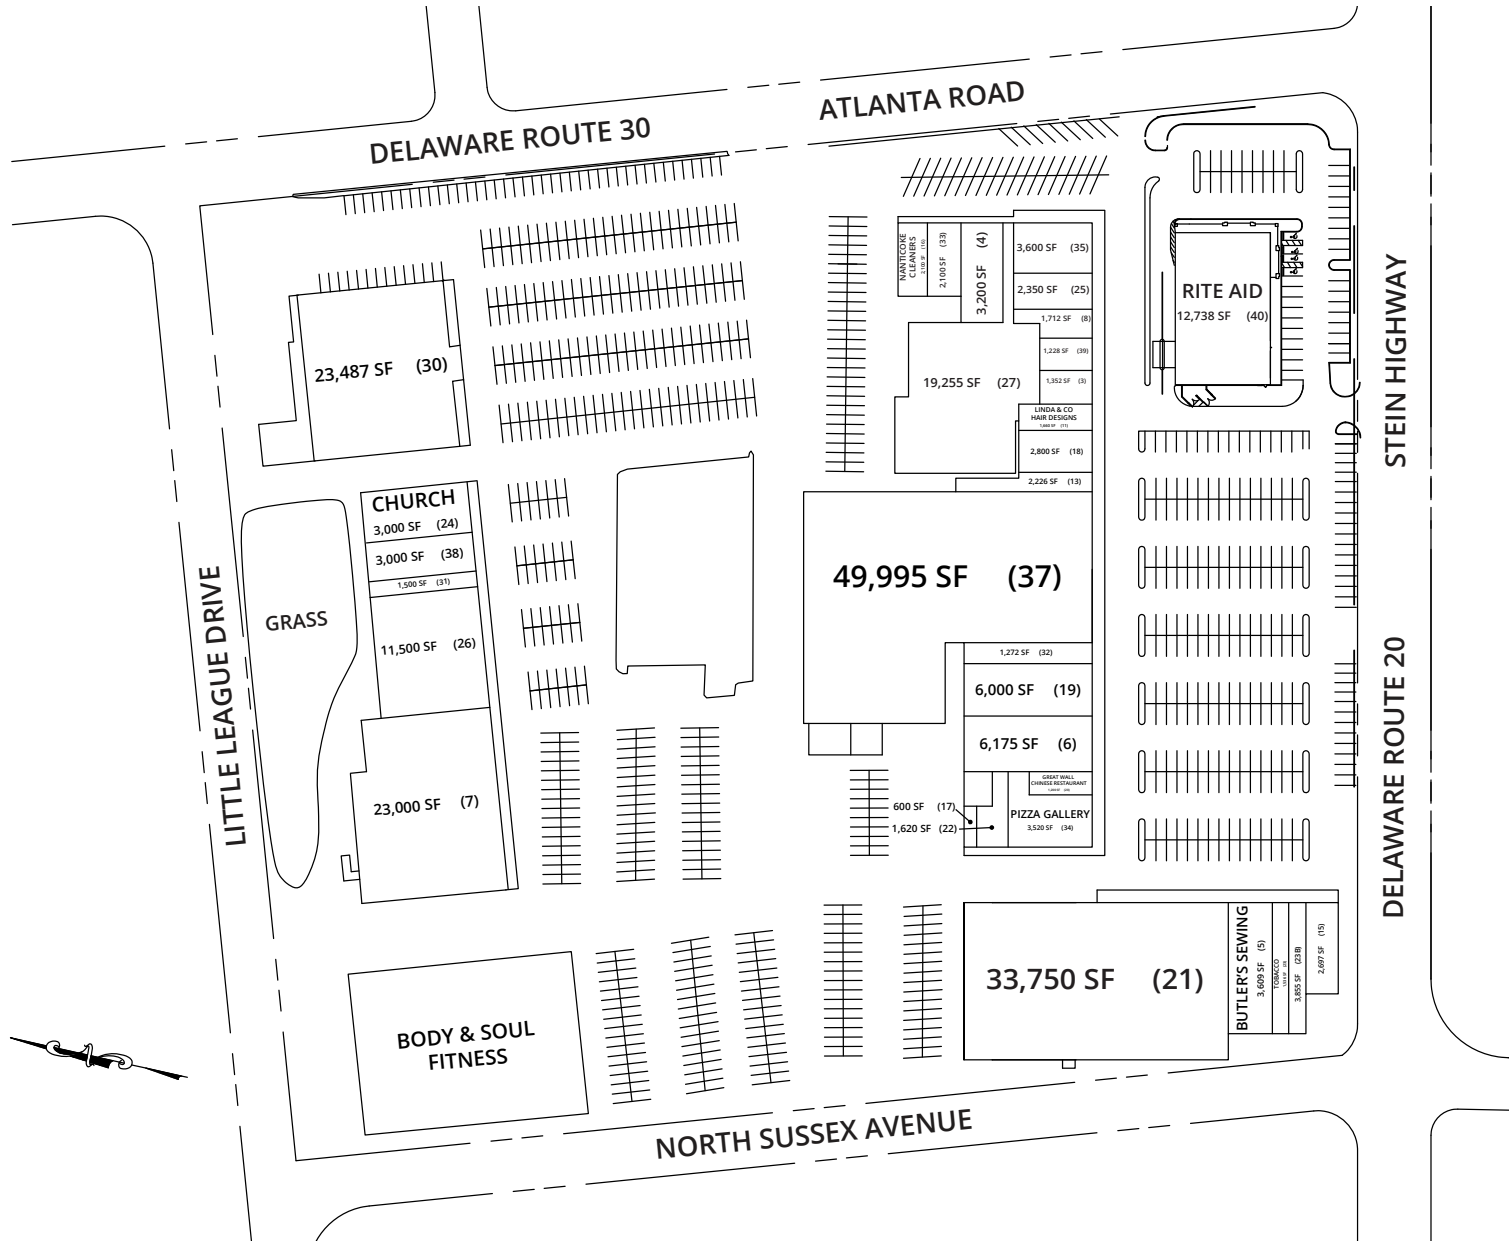 ATLANTA ROAD
DELAWARE ROUTE 30
NANTICOKE
CLEANERS
2,100 SF (33)
3,200 SF (4)
3,600 SF (35)
2,350 SF (25)
1,712 SF (8)
1,228 SF (39)
1,352 SF (3)
19,255 SF (27)
LINDA & CO
HAIR DESIGNS
2,800 SF (18)
2,226 SF (13)
RITE AID
12,738 SF (40)
STEIN HIGHWAY
23,487 SF (30)
CHURCH
3,000 SF (24)
3,000 SF (38)
1,500 SF (31)
11,500 SF (26)
23,000 SF (7)
GRASS
LITTLE LEAGUE DRIVE
49,995 SF (37)
1,272 SF (32)
6,000 SF (19)
6,175 SF (6)
GREAT WALL
CHINESE RESTAURANT
600 SF (17)
1,620 SF (22)
PIZZA GALLERY
3,520 SF (34)
DELAWARE ROUTE 20
33,750 SF (21)
BUTLER'S SEWING
3,609 SF (5)
TOBACCO
3,855 SF (23B)
2,697 SF (15)
BODY & SOUL
FITNESS
NORTH SUSSEX AVENUE